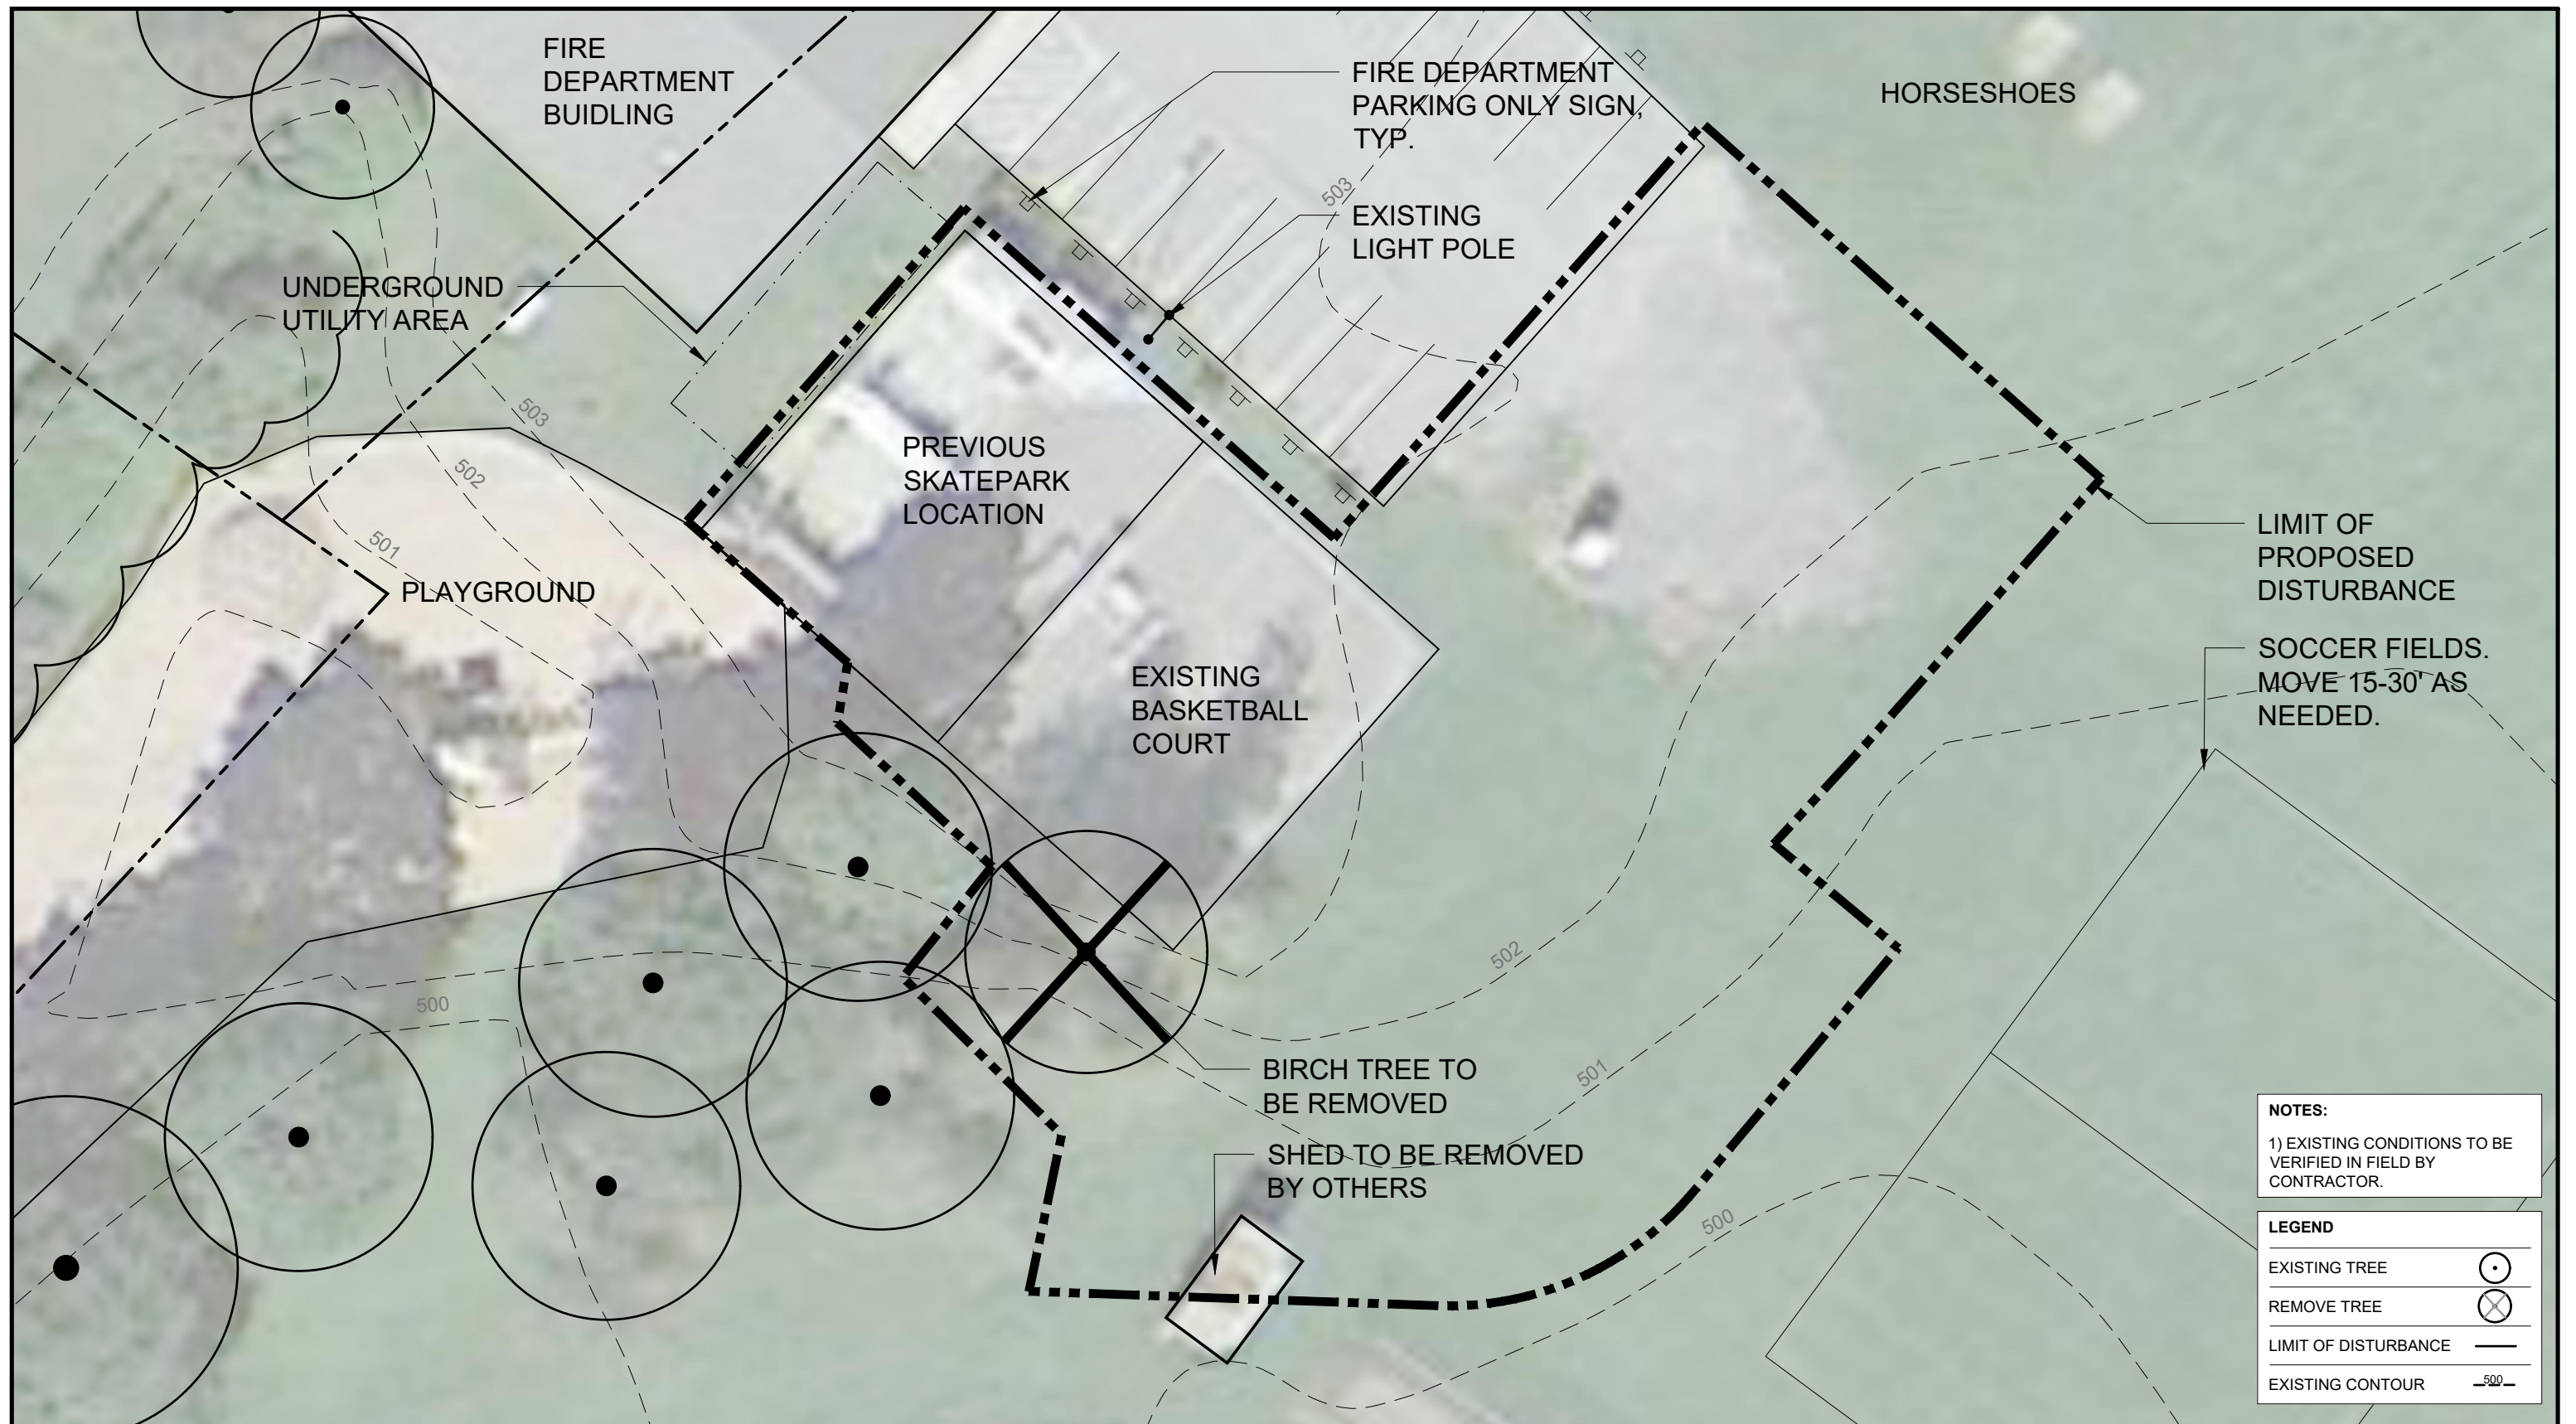 FIRE
DEPARTMENT
BUIDLING
FIRE DEPARTMENT
PARKING ONLY SIGN,
TYP.
HORSESHOES
503
EXISTING
LIGHT POLE
UNDERGROUND
UTILITY AREA
503
502
501
PREVIOUS
SKATEPARK
LOCATION
PLAYGROUND
LIMIT OF
PROPOSED
DISTURBANCE
SOCCER FIELDS.
MOVE 15-30' AS
NEEDED.
EXISTING
BASKETBALL
COURT
500
502
501
500
BIRCH TREE TO
BE REMOVED
SHED TO BE REMOVED
BY OTHERS
NOTES:
1) EXISTING CONDITIONS TO BE
VERIFIED IN FIELD BY
CONTRACTOR.
LEGEND
EXISTING TREE
REMOVE TREE
LIMIT OF DISTURBANCE
EXISTING CONTOUR 500